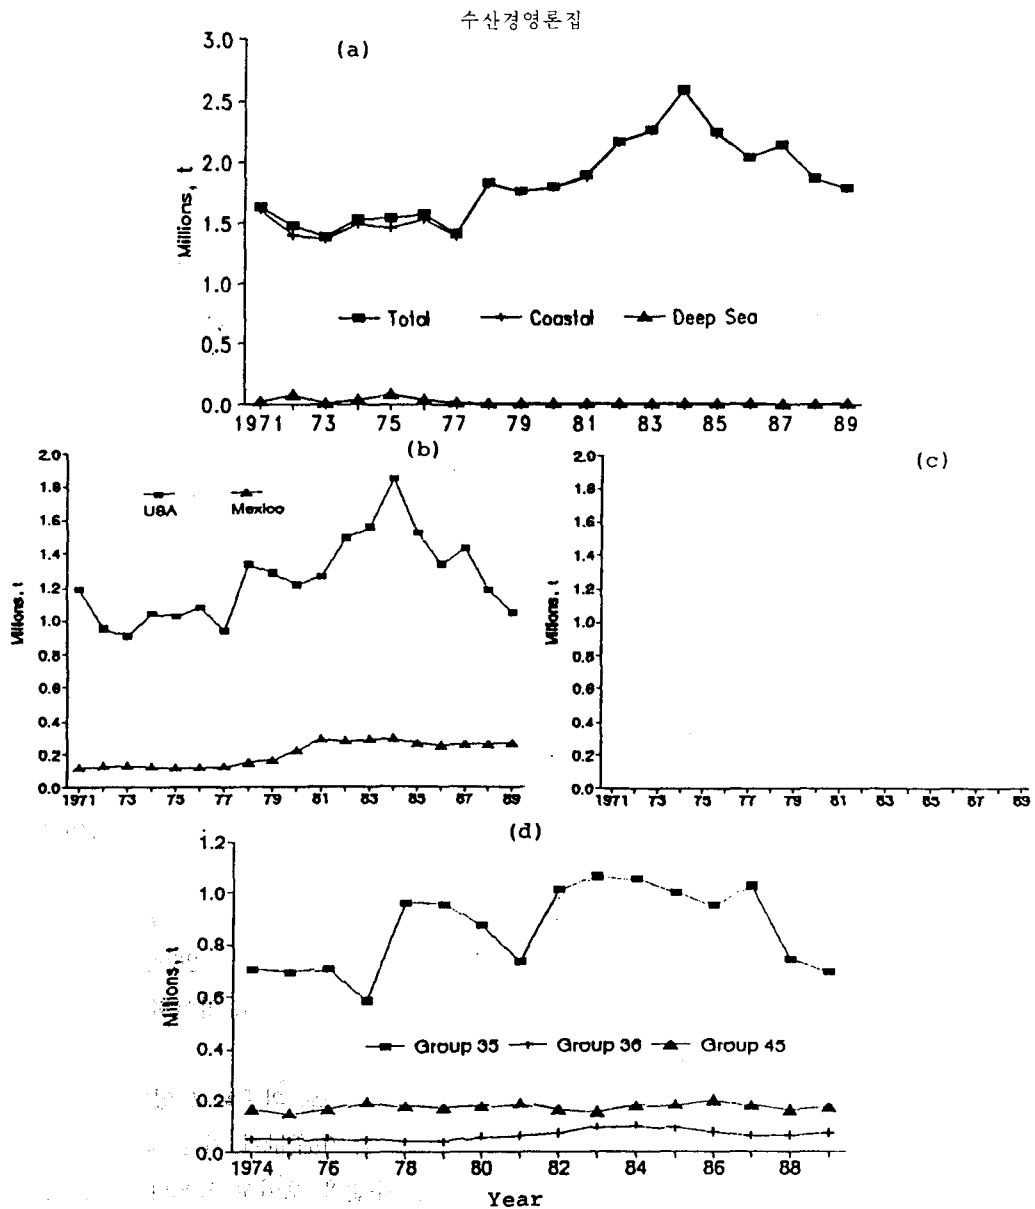 수산경영론집
(a)
3.0
2.5
2.0
1.5
1.0
0.5
0.0
Millions, t
Total Coastal Deep Sea
1971 73 75 77 79 81 83 85 87 89
(b)
2.0
1.8
1.6
1.4
1.2
1.0
0.8
0.6
0.4
0.2
0.0
Millions, t
USA Mexico
1971 73 75 77 79 81 83 85 87 89
(c)
2.0
1.8
1.6
1.4
1.2
1.0
0.8
0.6
0.4
0.2
0.0
Millions, t
1971 73 75 77 79 81 83 85 87 89
(d)
1.2
1.0
0.8
0.6
0.4
0.2
0.0
Millions, t
Group 35 Group 36 Group 45
1974 76 78 80 82 84 86 88
Year